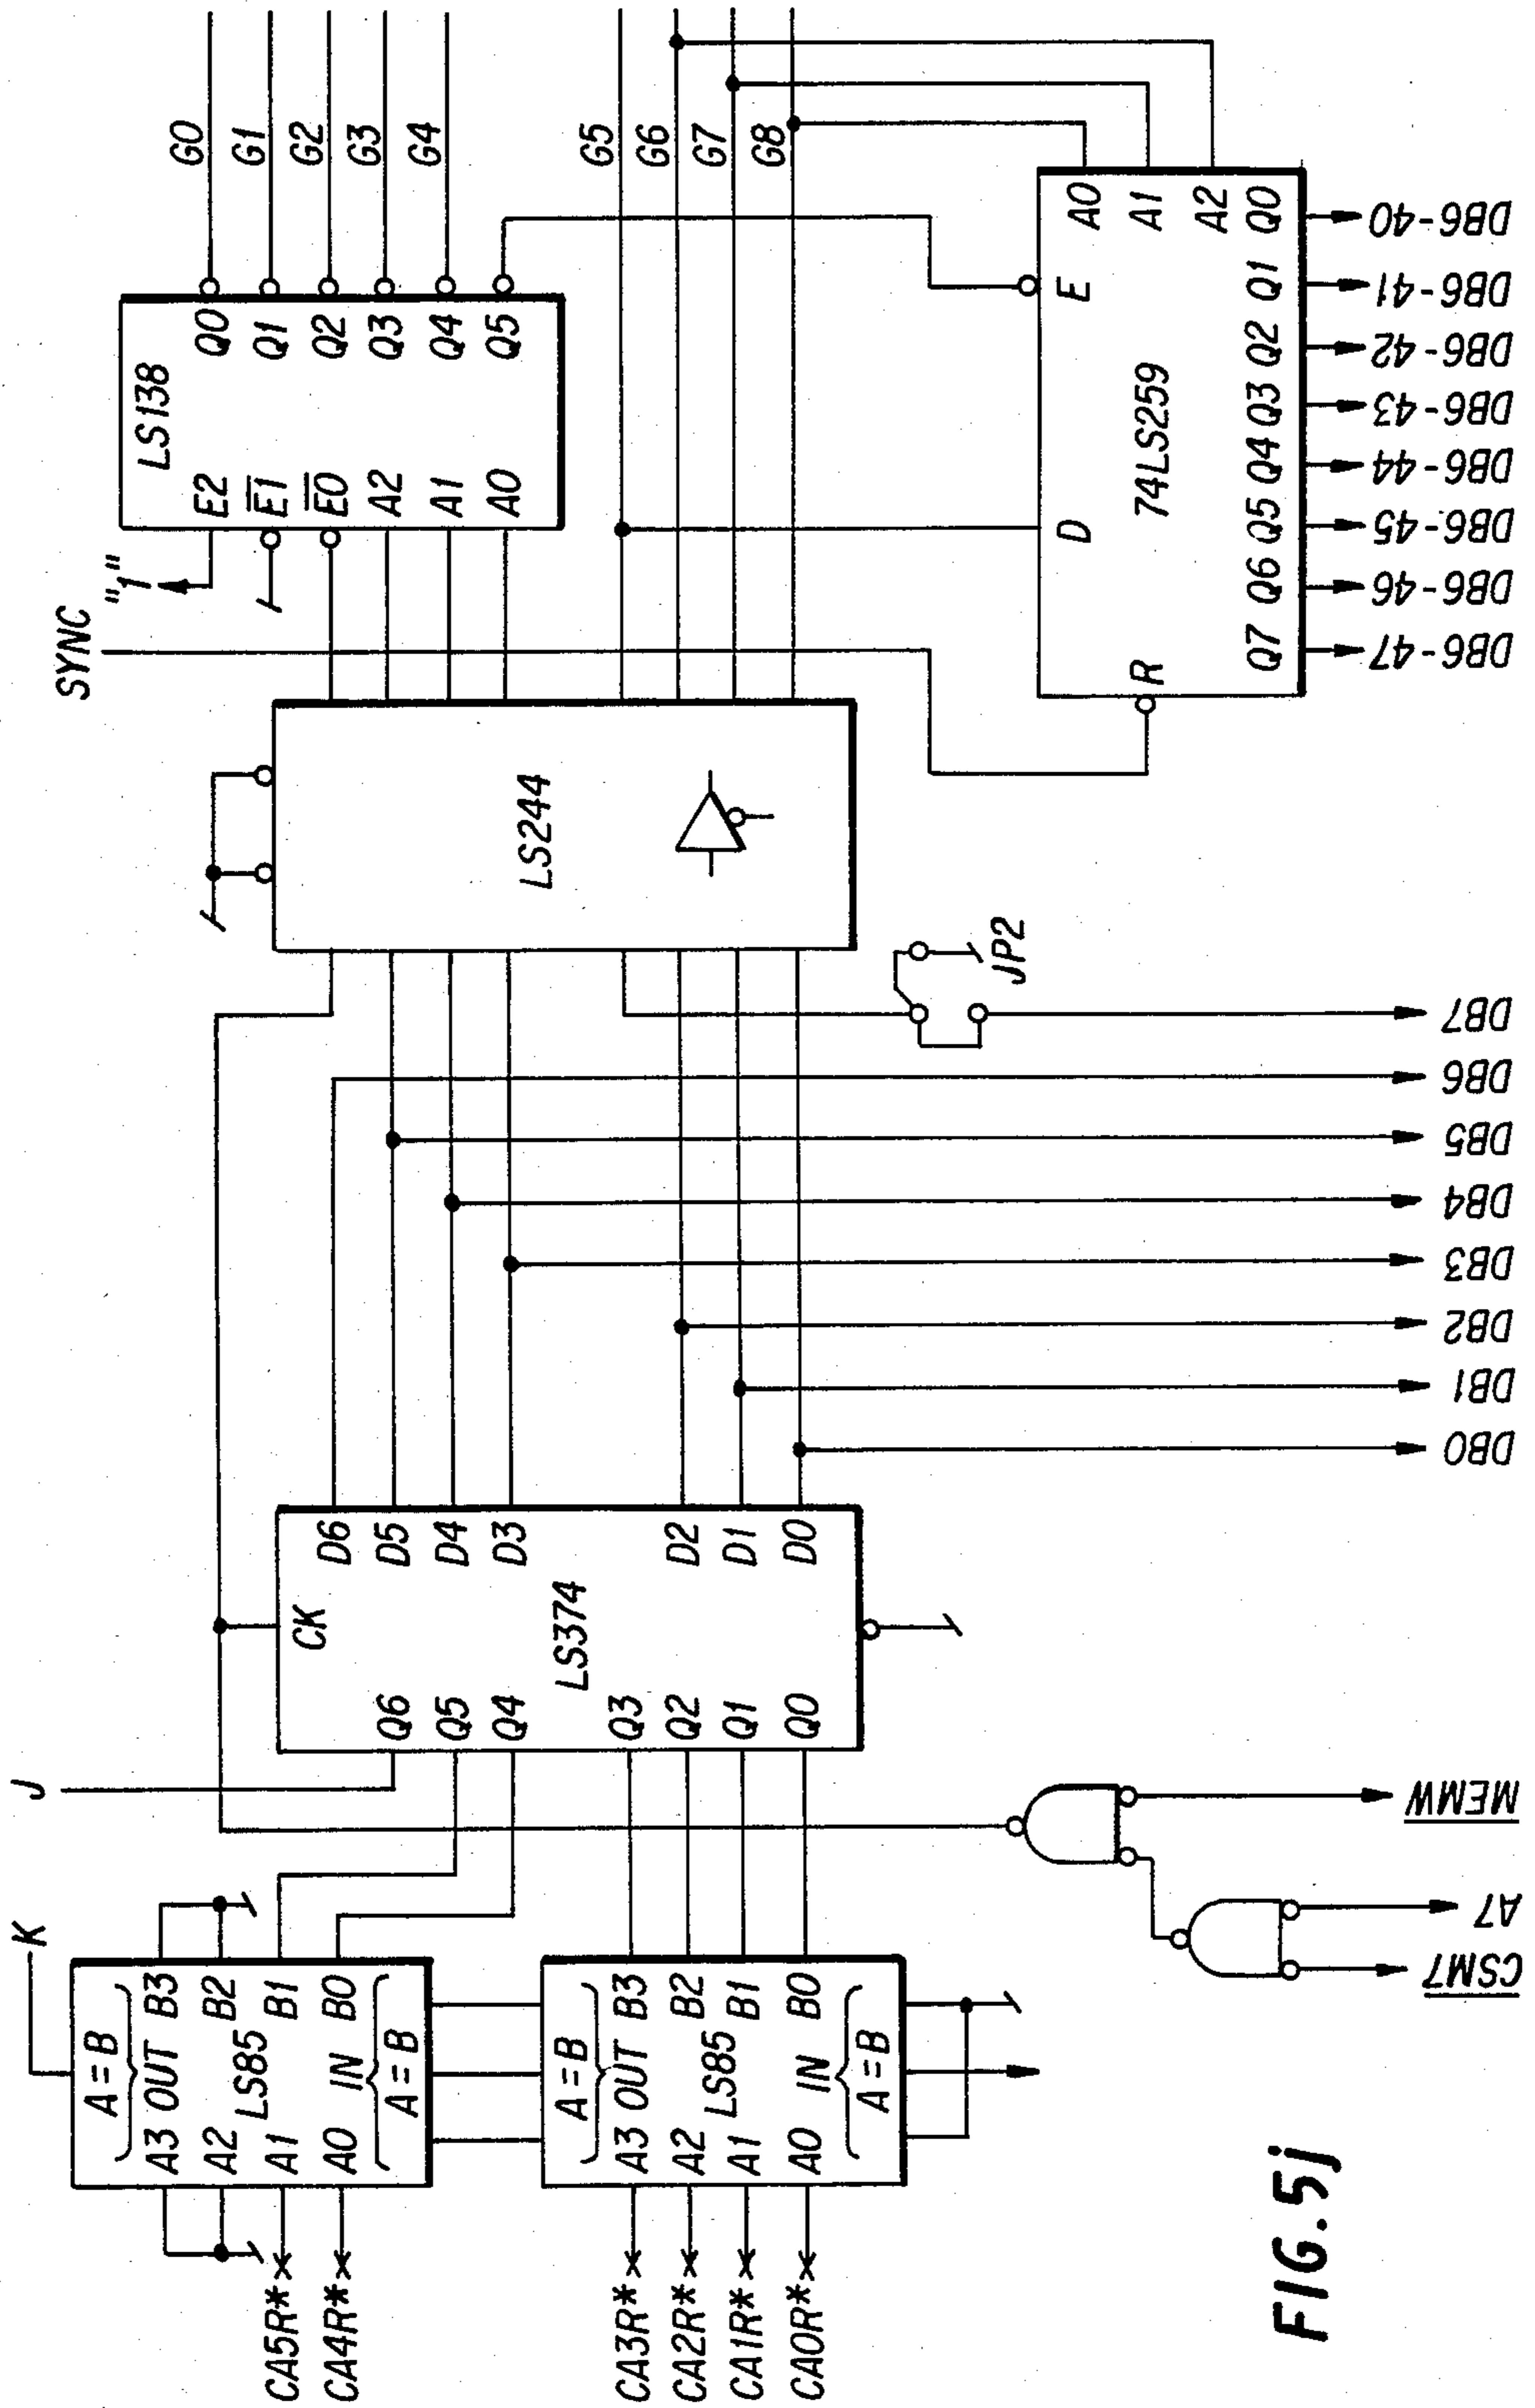 K
J
SYNC
"1"
A=B
A3 OUT B3
A2 B2
LS85
A1 B1
A0 IN B0
A=B
CA5R*
CA4R*
A=B
A3 OUT B3
A2 B2
LS85
A1 B1
A0 IN B0
A=B
CA3R*
CA2R*
CA1R*
CA0R*
CK
D6
Q6 D5
Q5 D4
Q4 D3
LS374
Q3
Q2 D2
Q1 D1
Q0 D0
LS244
LS138
E2 Q0
E1 Q1
E0 Q2
A2 Q3
A1 Q4
A0 Q5
G0
G1
G2
G3
G4
G5
G6
G7
G8
JP2
74LS259
D E A0
R A1
A2
Q7 Q6 Q5 Q4 Q3 Q2 Q1 Q0
CSM7
A7
MEMW
DB0
DB1
DB2
DB3
DB4
DB5
DB6
DB7
DB6-47
DB6-46
DB6-45
DB6-44
DB6-43
DB6-42
DB6-41
DB6-40
FIG.5j